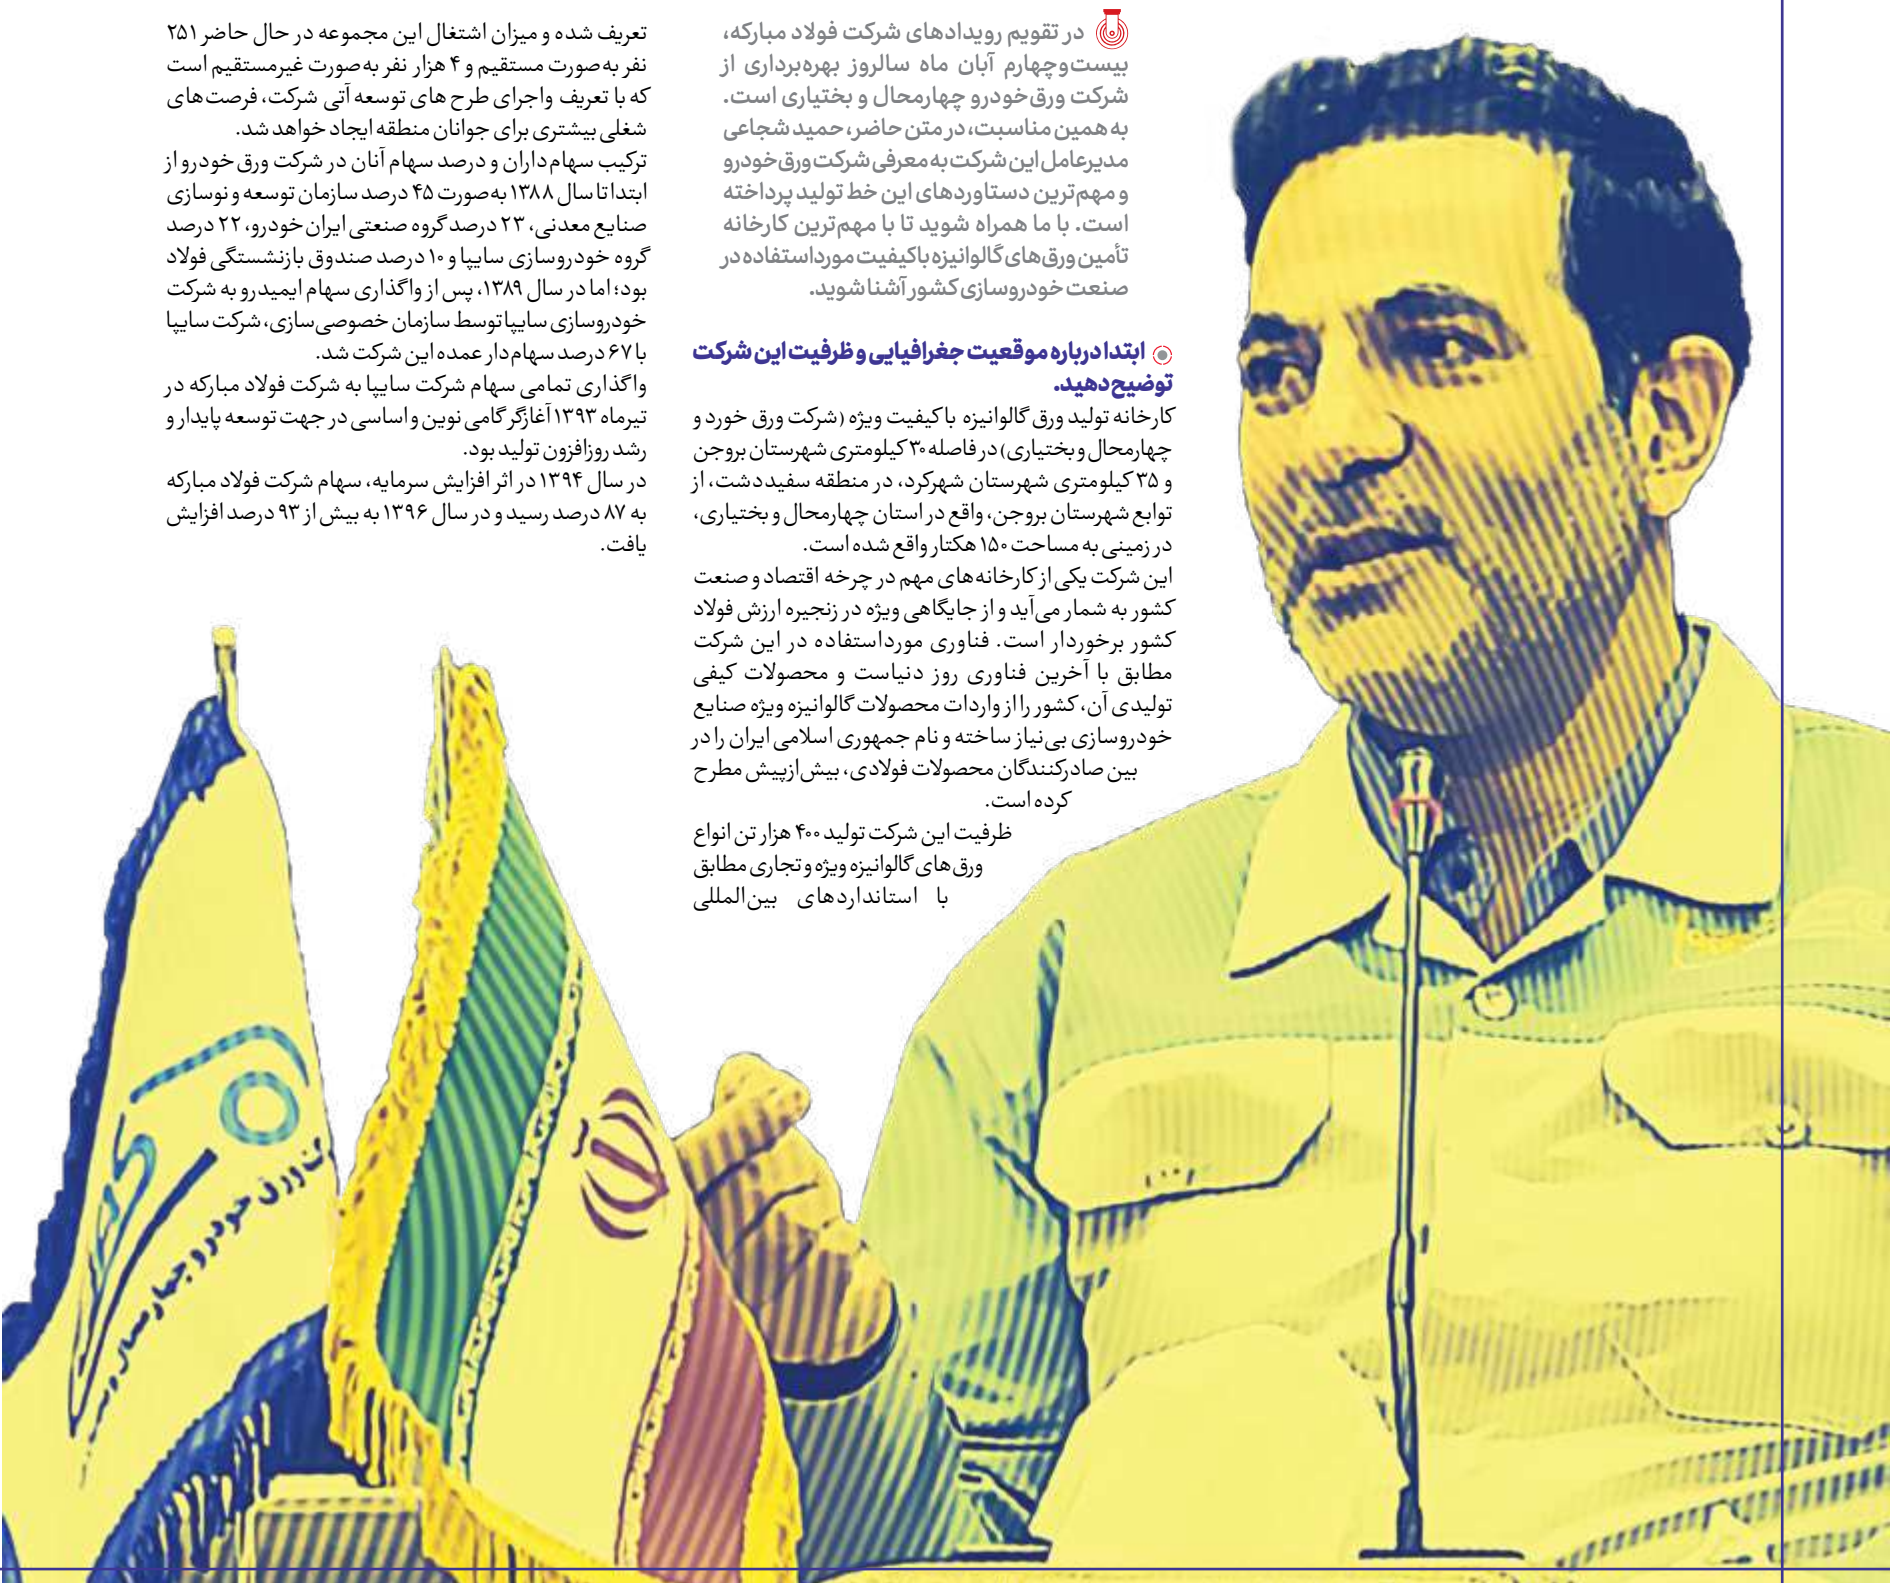 در تقویم رویدادهای شرکت فولاد مبارکه،
بیست‌وچهارم آبان ماه سالروز بهره‌برداری از
شرکت ورق‌خودرو چهارمحال و بختیاری است.
به همین مناسبت، در متن حاضر، حمید شجاعی
مدیرعامل این شرکت به معرفی شرکت ورق‌خودرو
و مهم‌ترین دستاوردهای این خط تولید پرداخته
است. با ما همراه شوید تا با مهم‌ترین کارخانه
تأمین ورق‌های گالوانیزه باکیفیت مورداستفاده در
صنعت خودروسازی کشور آشنا شوید.
ابتدا درباره موقعیت جغرافیایی و ظرفیت این شرکت
توضیح دهید.
کارخانه تولید ورق گالوانیزه باکیفیت ویژه (شرکت ورق خورد و
چهارمحال و بختیاری) در فاصله ۳۰ کیلومتری شهرستان بروجن
و ۳۵ کیلومتری شهرستان شهرکرد، در منطقه سفیددشت، از
توابع شهرستان بروجن، واقع در استان چهارمحال و بختیاری،
در زمینی به مساحت ۱۵۰ هکتار واقع شده است.
این شرکت یکی از کارخانه‌های مهم در چرخه اقتصاد و صنعت
کشور به شمار می‌آید و از جایگاهی ویژه در زنجیره ارزش فولاد
کشور برخوردار است. فناوری مورداستفاده در این شرکت
مطابق با آخرین فناوری روز دنیاست و محصولات کیفی
تولیدی آن، کشور را از واردات محصولات گالوانیزه ویژه صنایع
خودروسازی بی‌نیاز ساخته و نام جمهوری اسلامی ایران را در
بین صادرکنندگان محصولات فولادی، بیش‌ازپیش مطرح
کرده است.
ظرفیت این شرکت تولید ۴۰۰ هزار تن انواع
ورق‌های گالوانیزه ویژه و تجاری مطابق
با استانداردهای بین‌المللی
تعریف شده و میزان اشتغال این مجموعه در حال حاضر ۲۵۱
نفر به‌صورت مستقیم و ۴ هزار نفر به‌صورت غیرمستقیم است
که با تعریف واجرای طرح های توسعه آتی شرکت، فرصت‌های
شغلی بیشتری برای جوانان منطقه ایجاد خواهد شد.
ترکیب سهام‌داران و درصد سهام آنان در شرکت ورق خودرو از
ابتدا تا سال ۱۳۸۸ به‌صورت ۴۵ درصد سازمان توسعه و نوسازی
صنایع معدنی، ۲۳ درصد گروه صنعتی ایران خودرو، ۲۲ درصد
گروه خودروسازی سایپا و ۱۰ درصد صندوق بازنشستگی فولاد
بود؛ اما در سال ۱۳۸۹، پس از واگذاری سهام ایمیدرو به شرکت
خودروسازی سایپا توسط سازمان خصوصی‌سازی، شرکت سایپا
با ۶۷ درصد سهام‌دار عمده این شرکت شد.
واگذاری تمامی سهام شرکت سایپا به شرکت فولاد مبارکه در
تیرماه ۱۳۹۳ آغازگر گامی نوین و اساسی در جهت توسعه پایدار و
رشد روزافزون تولید بود.
در سال ۱۳۹۴ در اثر افزایش سرمایه، سهام شرکت فولاد مبارکه
به ۸۷ درصد رسید و در سال ۱۳۹۶ به بیش از ۹۳ درصد افزایش
یافت.
ورق خودرو چهارمحال و